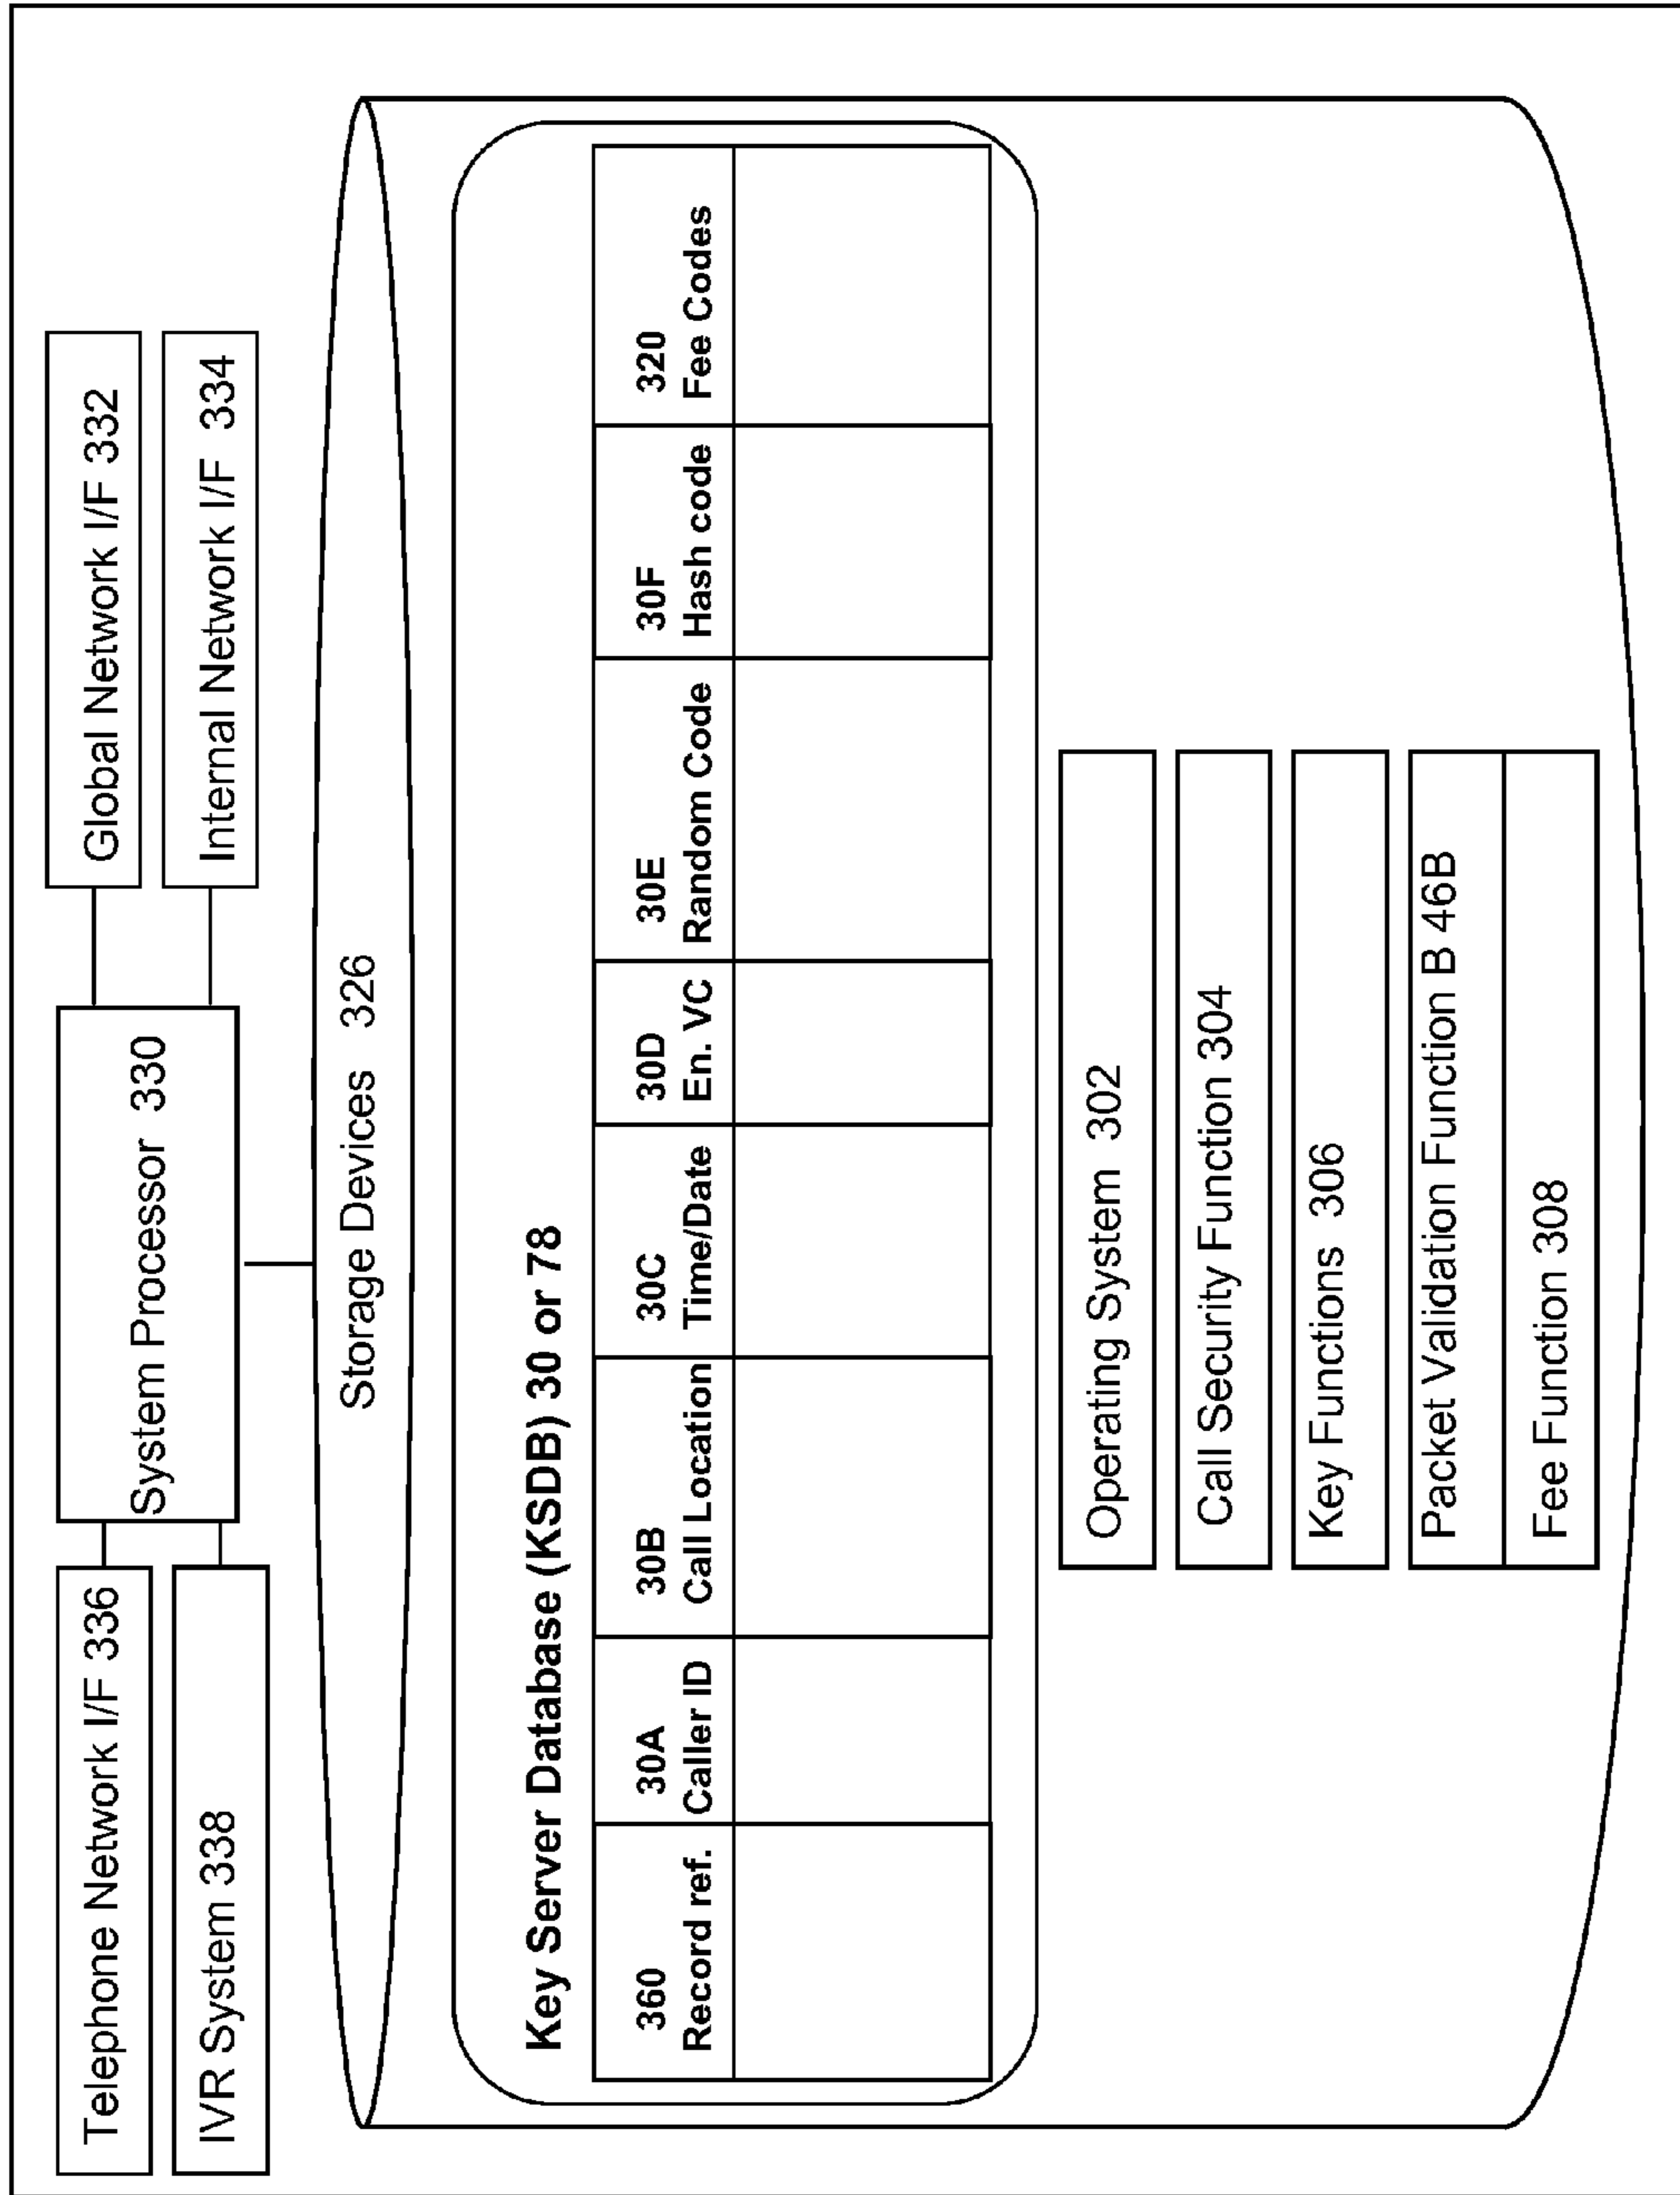 Telephone Network I/F 336
IVR System 338
System Processor 330
Global Network I/F 332
Internal Network I/F 334
Storage Devices 326
Key Server Database (KSDB) 30 or 78
360
Record ref.
30A
Caller ID
30B
Call Location
30C
Time/Date
30D
En. VC
30E
Random Code
30F
Hash code
320
Fee Codes
Operating System 302
Call Security Function 304
Key Functions 306
Packet Validation Function B 46B
Fee Function 308